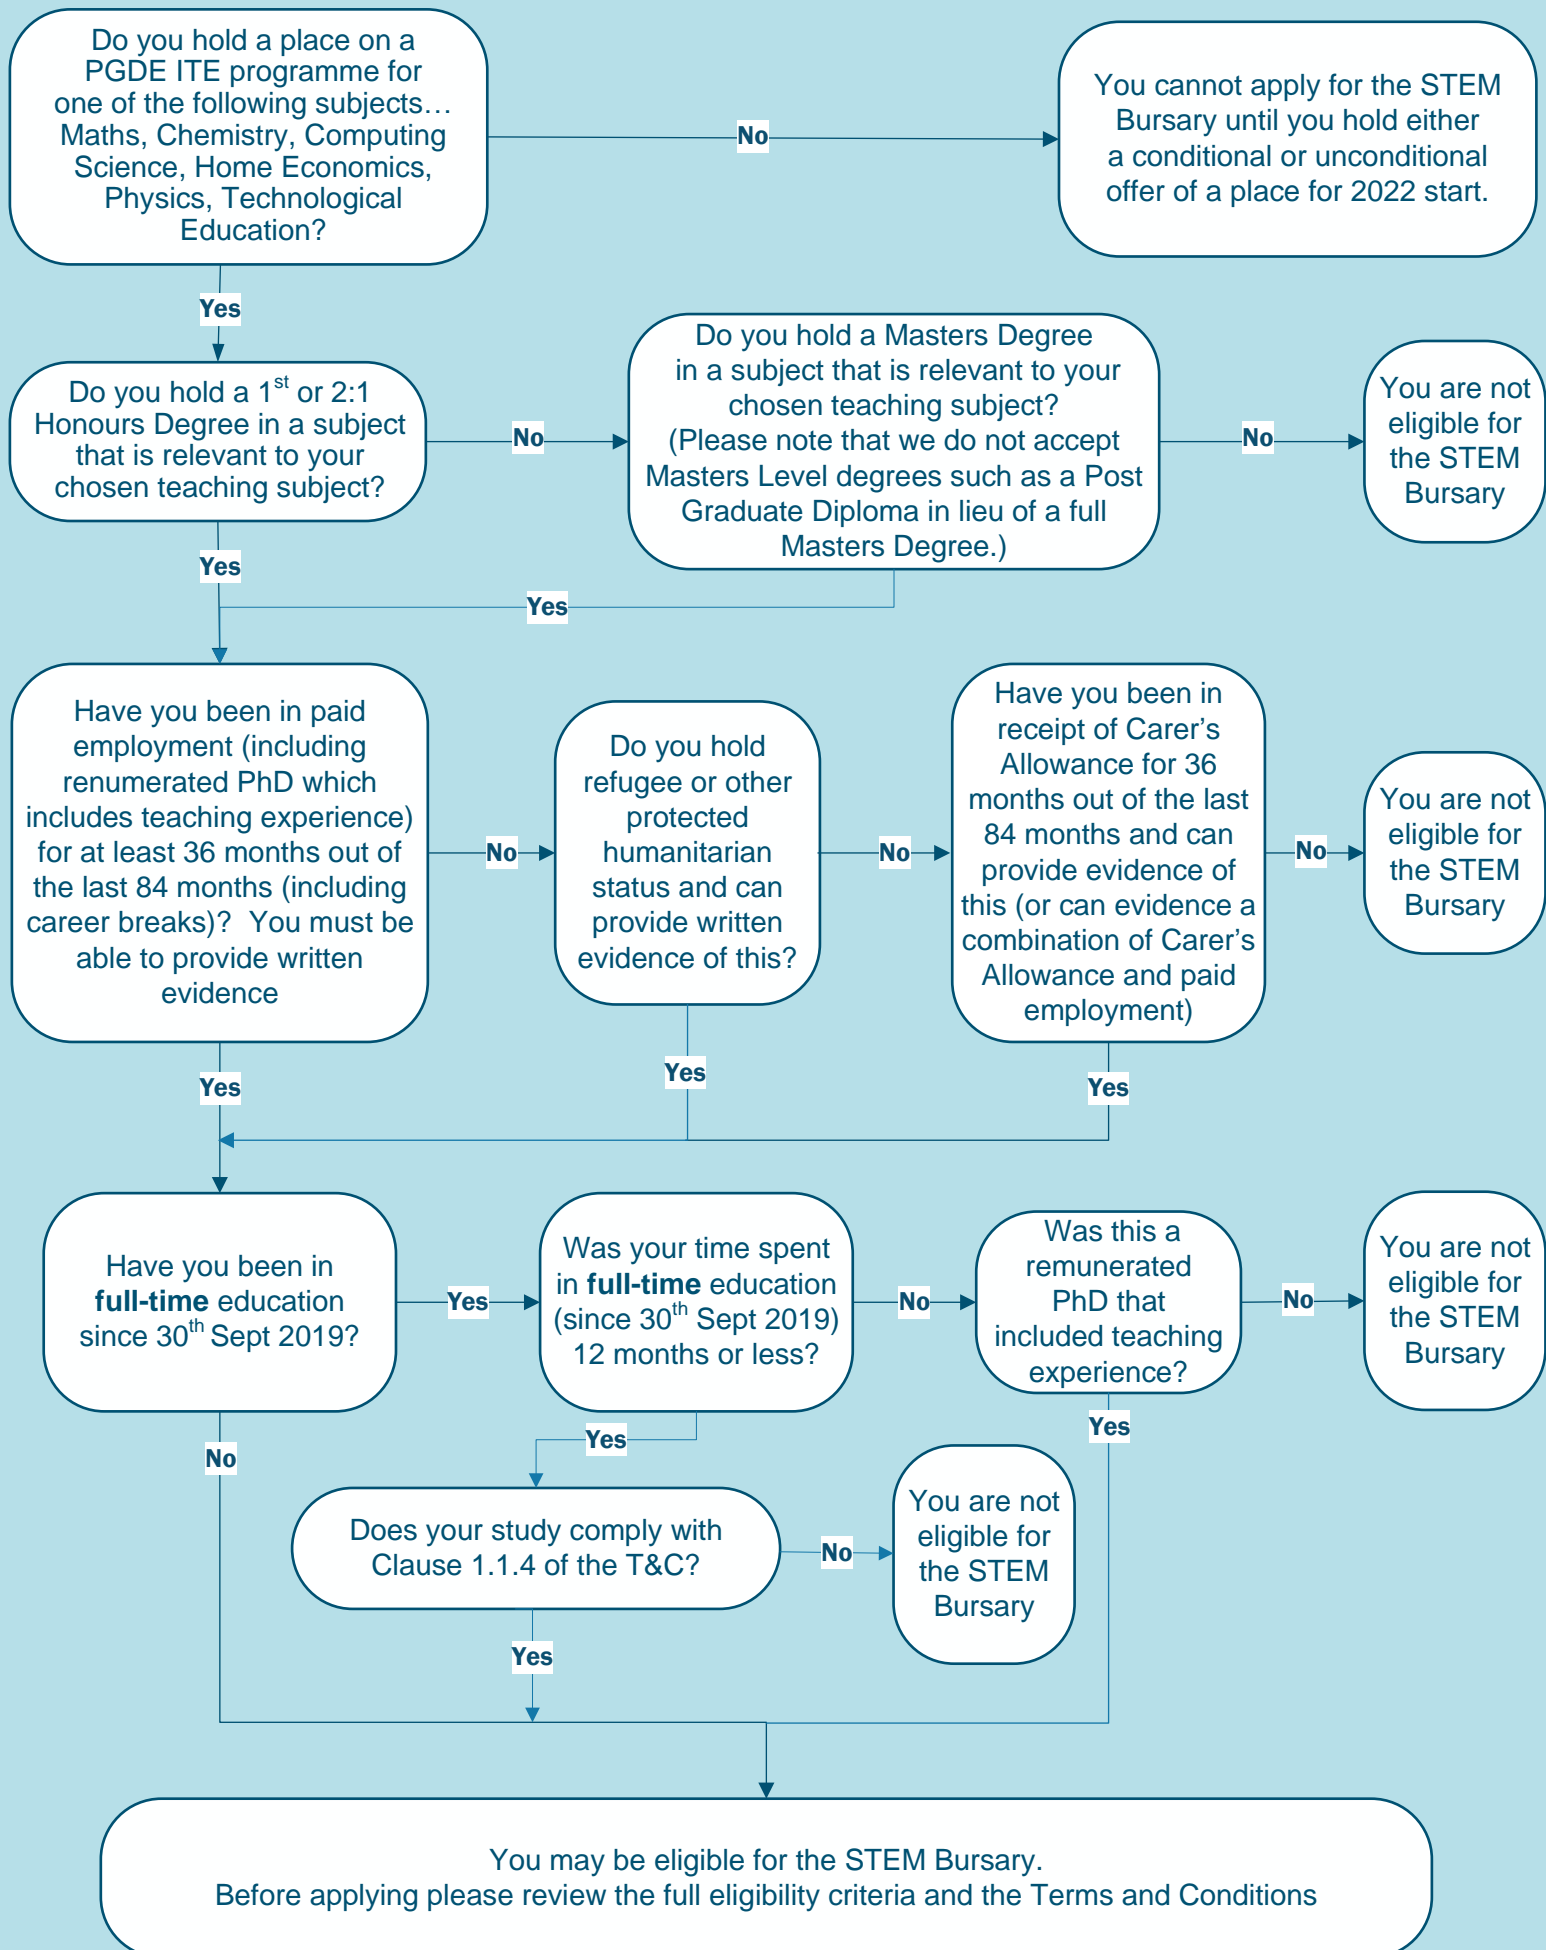 Do you hold a place on a
PGDE ITE programme for
one of the following subjects…
Maths, Chemistry, Computing
Science, Home Economics,
Physics, Technological
Education?
No
You cannot apply for the STEM
Bursary until you hold either
a conditional or unconditional
offer of a place for 2022 start.
Yes
Do you hold a 1st or 2:1
Honours Degree in a subject
that is relevant to your
chosen teaching subject?
No
Do you hold a Masters Degree
in a subject that is relevant to your
chosen teaching subject?
(Please note that we do not accept
Masters Level degrees such as a Post
Graduate Diploma in lieu of a full
Masters Degree.)
No
You are not
eligible for
the STEM
Bursary
Yes
Yes
Have you been in paid
employment (including
renumerated PhD which
includes teaching experience)
for at least 36 months out of
the last 84 months (including
career breaks)?  You must be
able to provide written
evidence
No
Do you hold
refugee or other
protected
humanitarian
status and can
provide written
evidence of this?
No
Have you been in
receipt of Carer’s
Allowance for 36
months out of the last
84 months and can
provide evidence of
this (or can evidence a
combination of Carer’s
Allowance and paid
employment)
No
You are not
eligible for
the STEM
Bursary
Yes
Yes
Yes
Have you been in
full-time education
since 30th Sept 2019?
Yes
Was your time spent
in full-time education
(since 30th Sept 2019)
12 months or less?
No
Was this a
remunerated
PhD that
included teaching
experience?
No
You are not
eligible for
the STEM
Bursary
No
Yes
Yes
Does your study comply with
Clause 1.1.4 of the T&C?
No
You are not
eligible for
the STEM
Bursary
Yes
You may be eligible for the STEM Bursary.
Before applying please review the full eligibility criteria and the Terms and Conditions